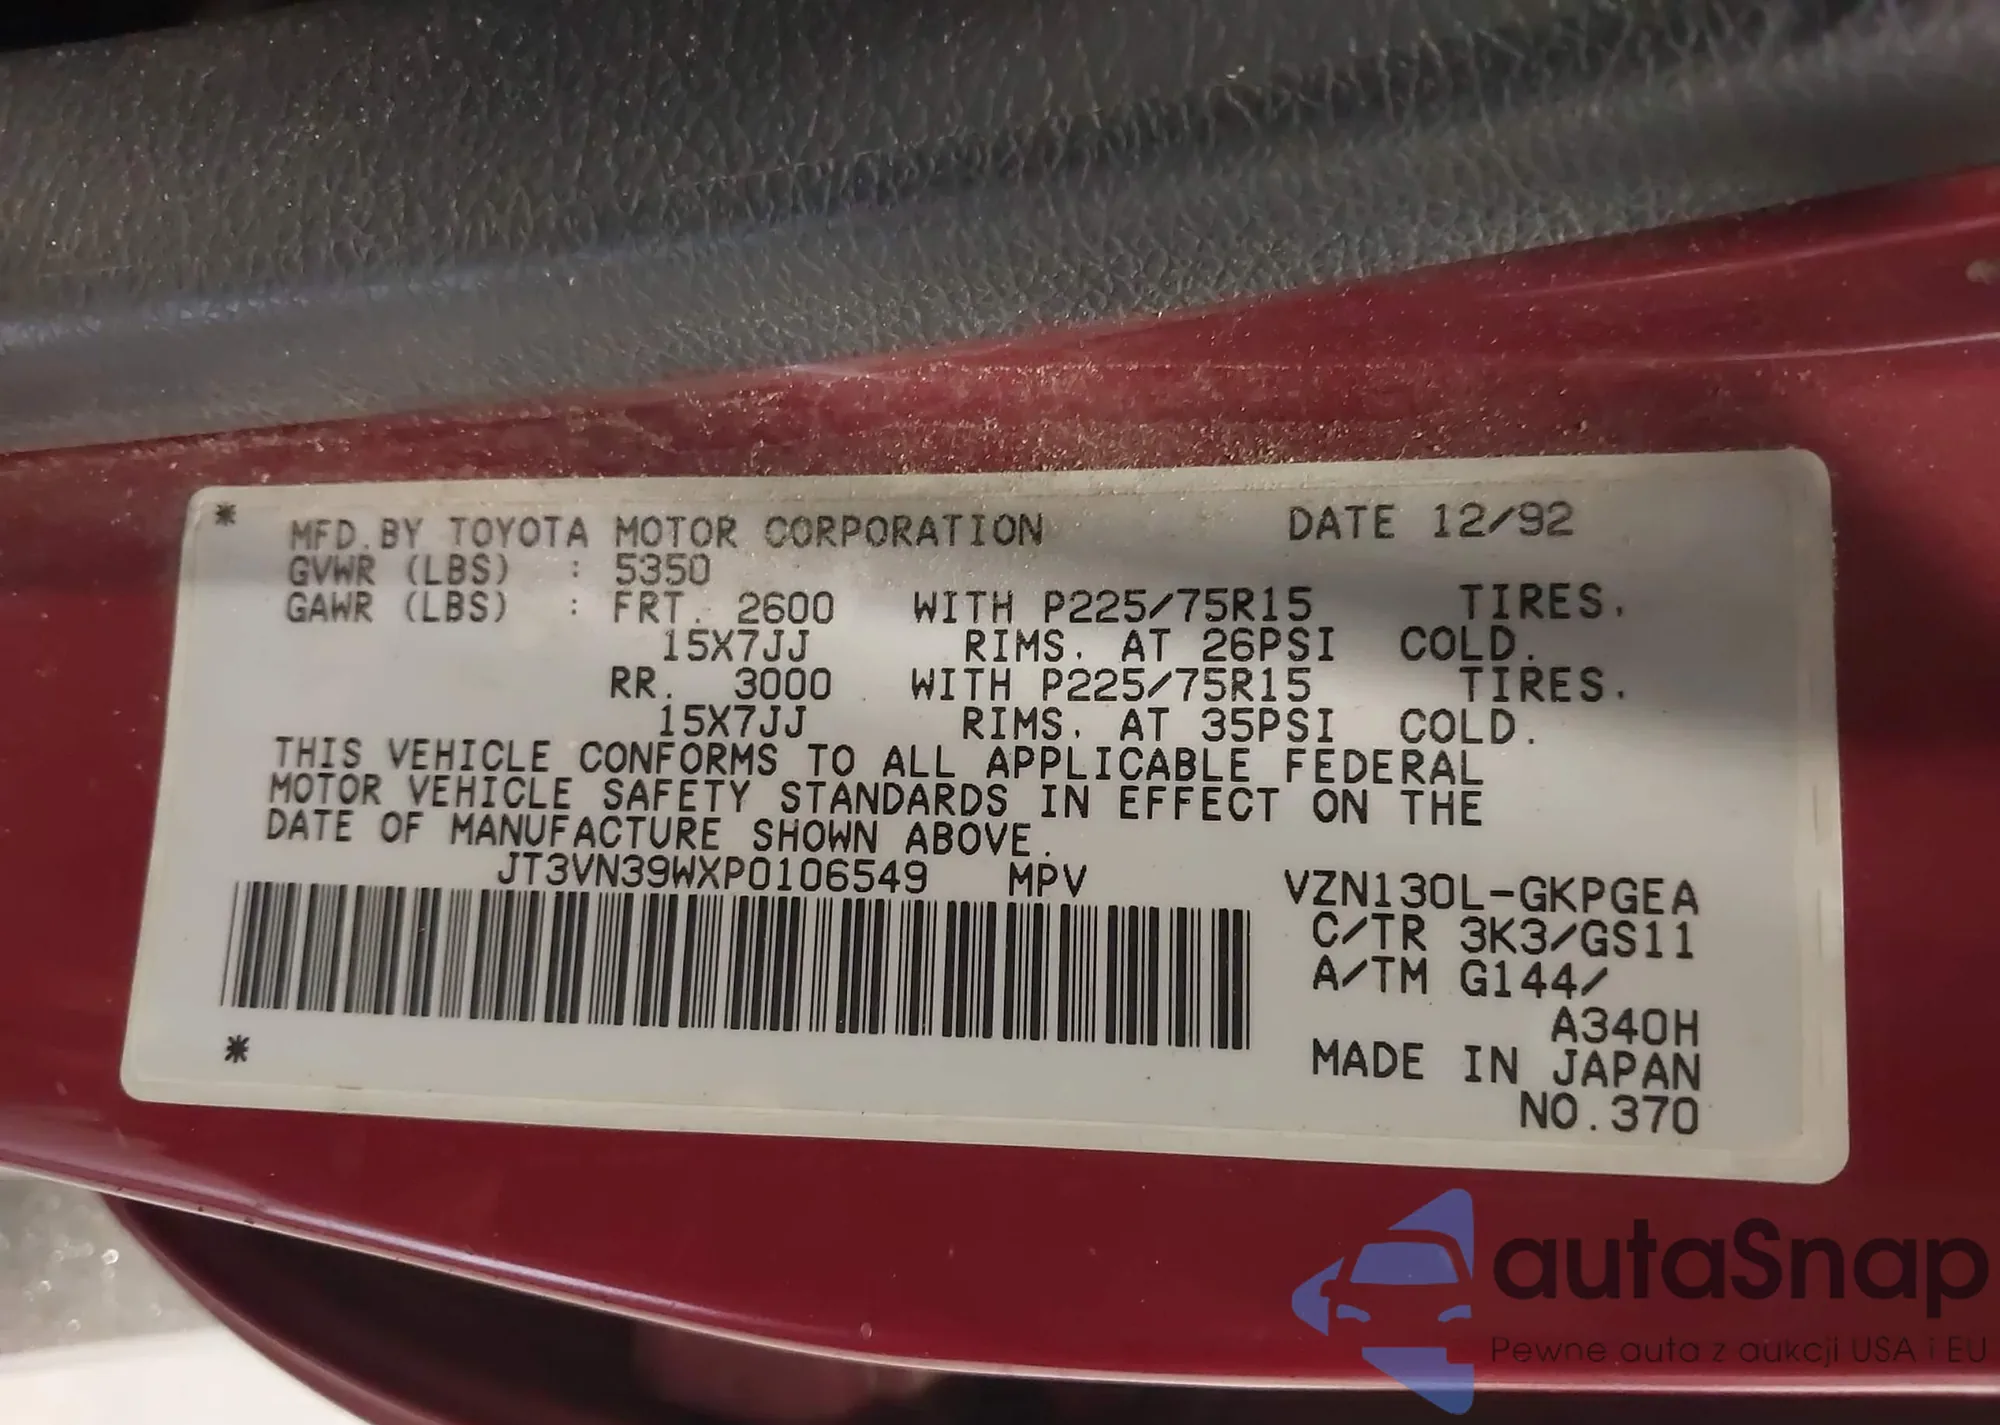 * MFD. BY TOYOTA MOTOR CORPORATION DATE 12/92
GVWR (LBS) : 5350
GAWR (LBS) : FRT. 2600 WITH P225/75R15 TIRES.
15X7JJ RIMS. AT 26PSI COLD.
RR. 3000 WITH P225/75R15 TIRES.
15X7JJ RIMS. AT 35PSI COLD.
THIS VEHICLE CONFORMS TO ALL APPLICABLE FEDERAL
MOTOR VEHICLE SAFETY STANDARDS IN EFFECT ON THE
DATE OF MANUFACTURE SHOWN ABOVE.
JT3VN39WXP0106549 MPV VZN130L-GKPGEA
C/TR 3K3/GS11
A/TM G144/
A340H
* MADE IN JAPAN
NO.370
autaSnap
Pewne auta z aukcji USA i EU